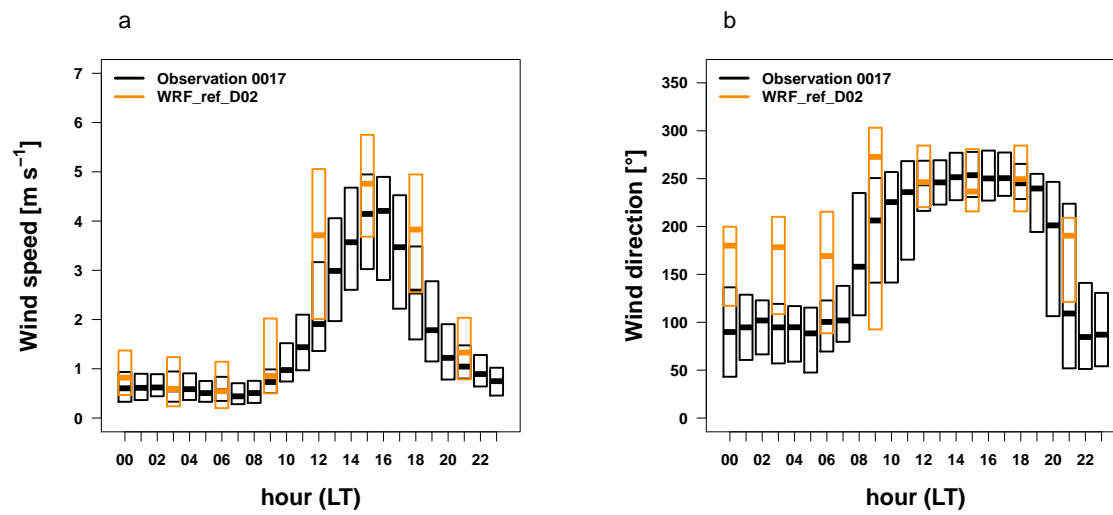 a
7
6
5
4
3
2
1
0
Wind speed [m s⁻¹]
Observation 0017
WRF_ref_D02
00 02 04 06 08 10 12 14 16 18 20 22
hour (LT)
b
350
300
250
200
150
100
50
0
Wind direction [°]
Observation 0017
WRF_ref_D02
00 02 04 06 08 10 12 14 16 18 20 22
hour (LT)